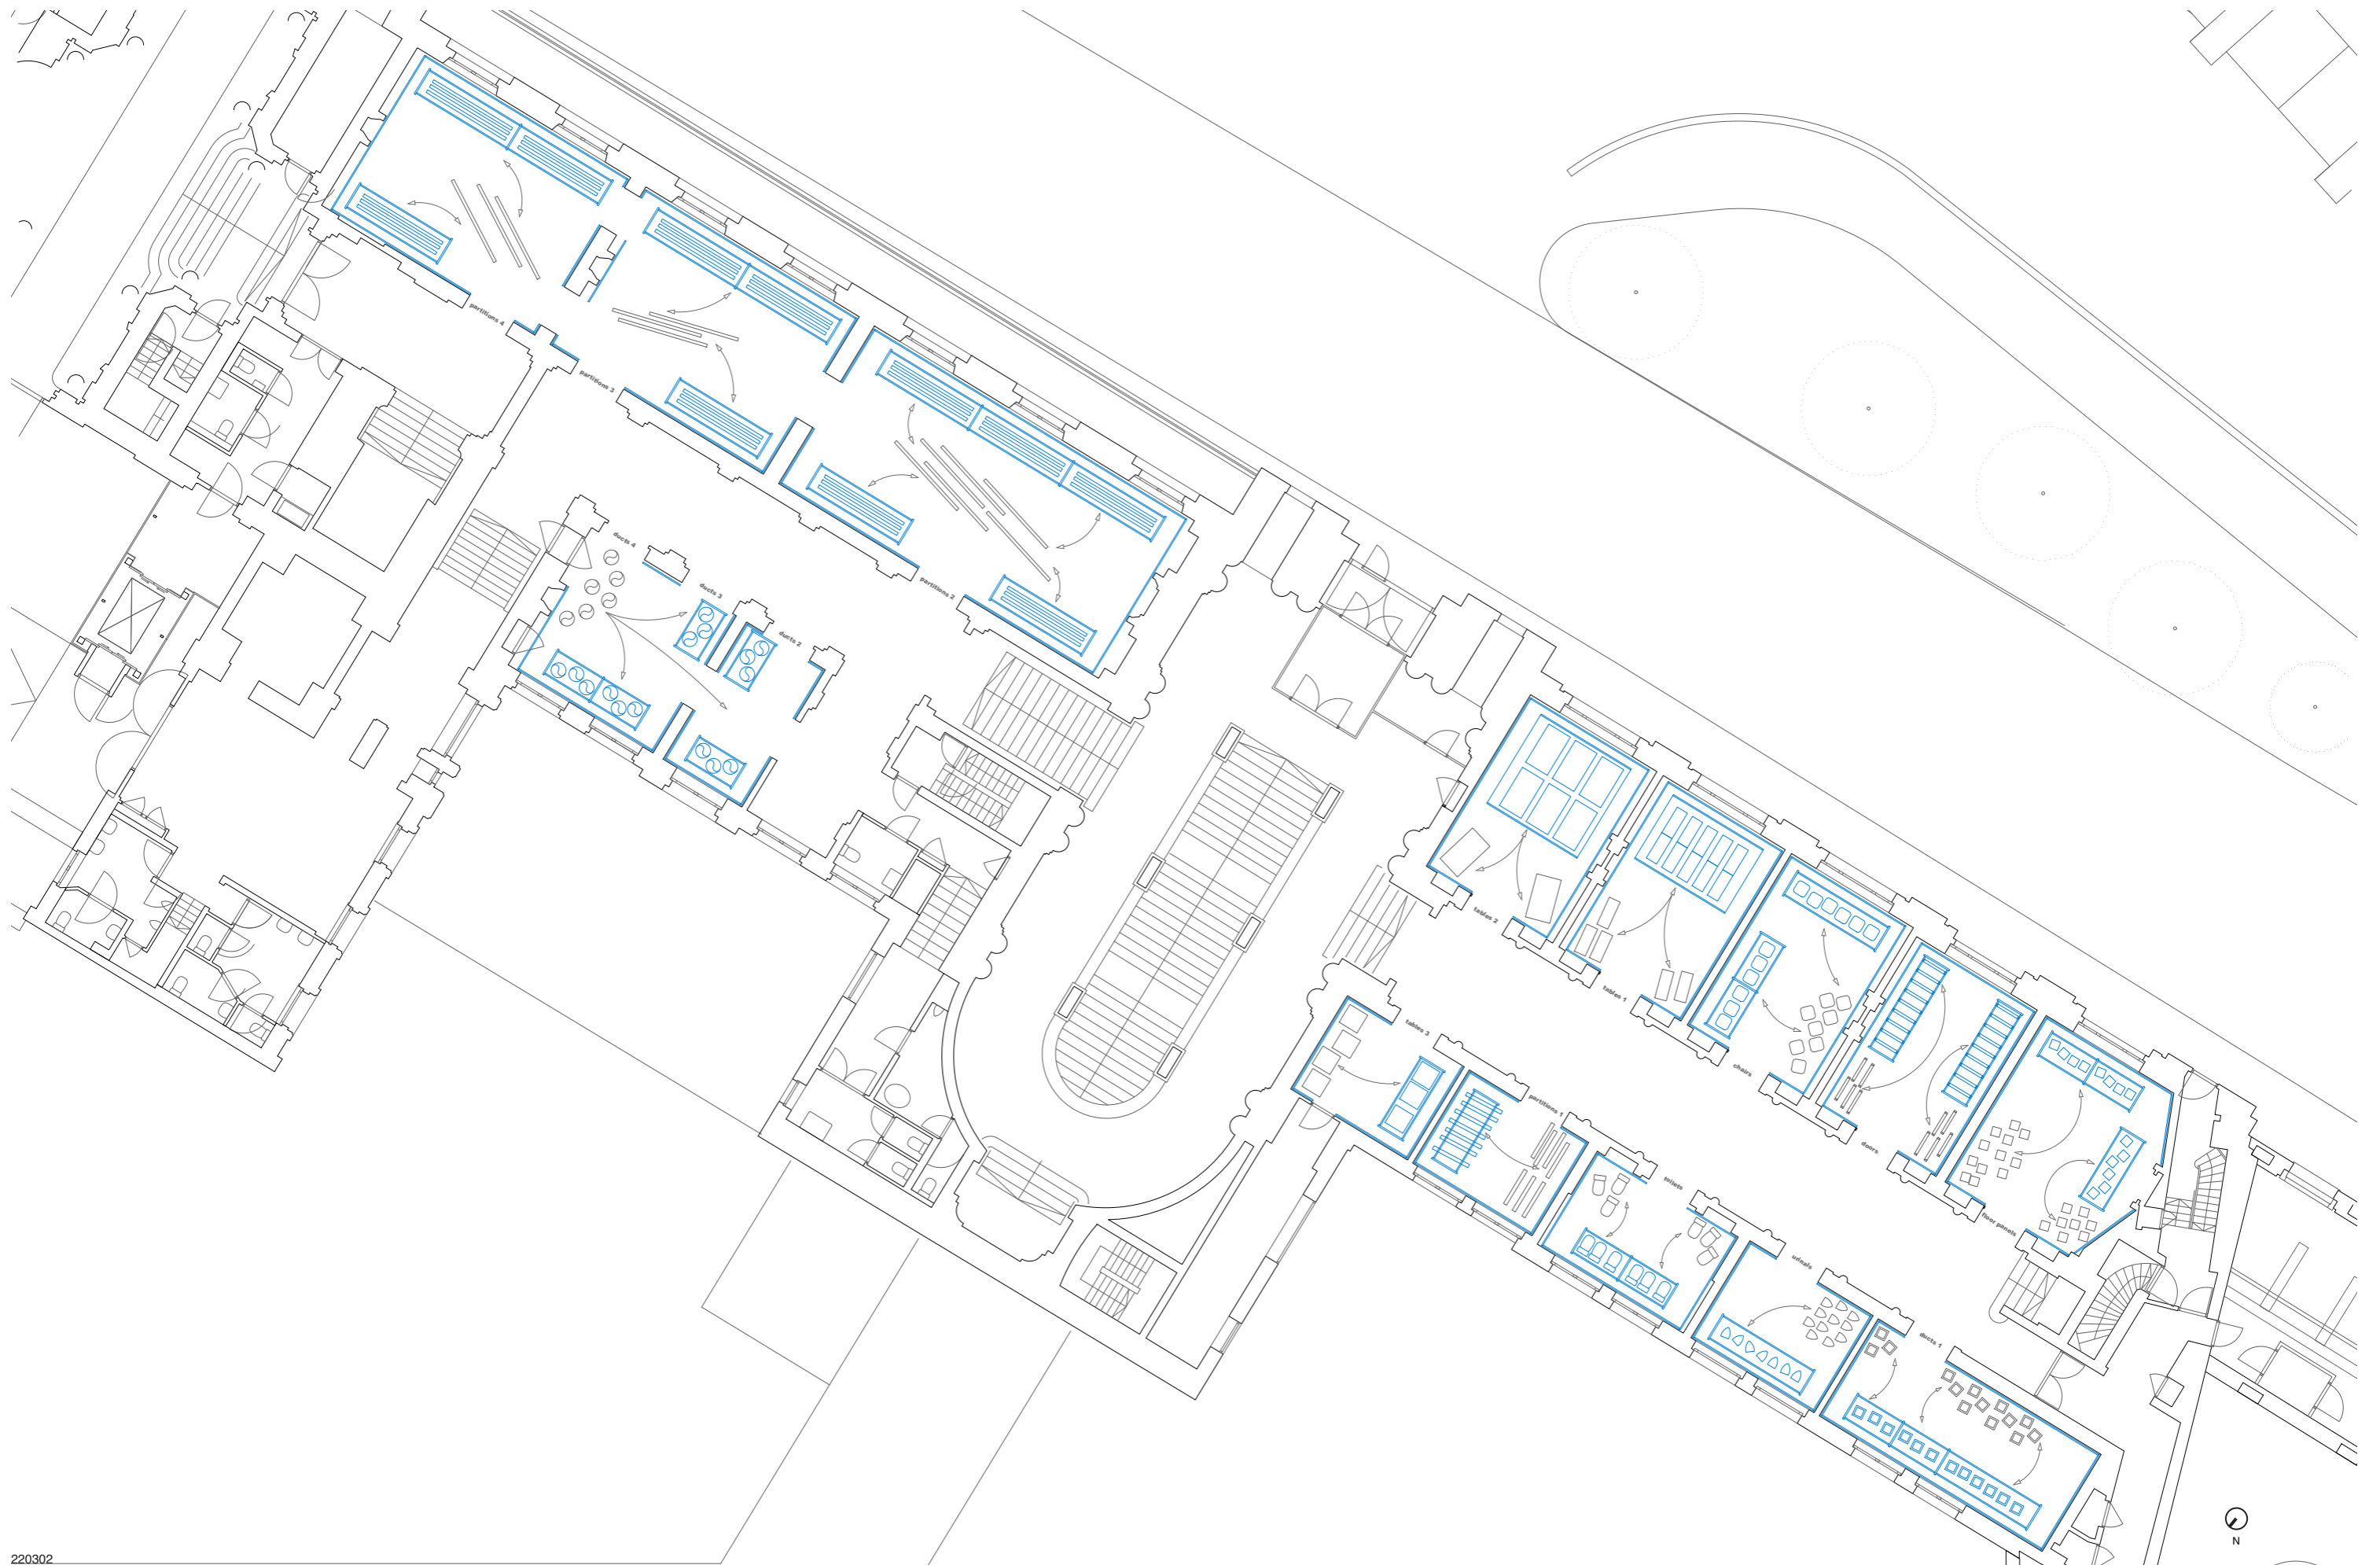 partitions 4
partitions 3
ducts 4
ducts 3
partitions 2
ducts 2
tables 2
tables 1
tables 3
chairs
partitions 1
doors
toilets
floor panels
urinals
ducts 1
N
220302